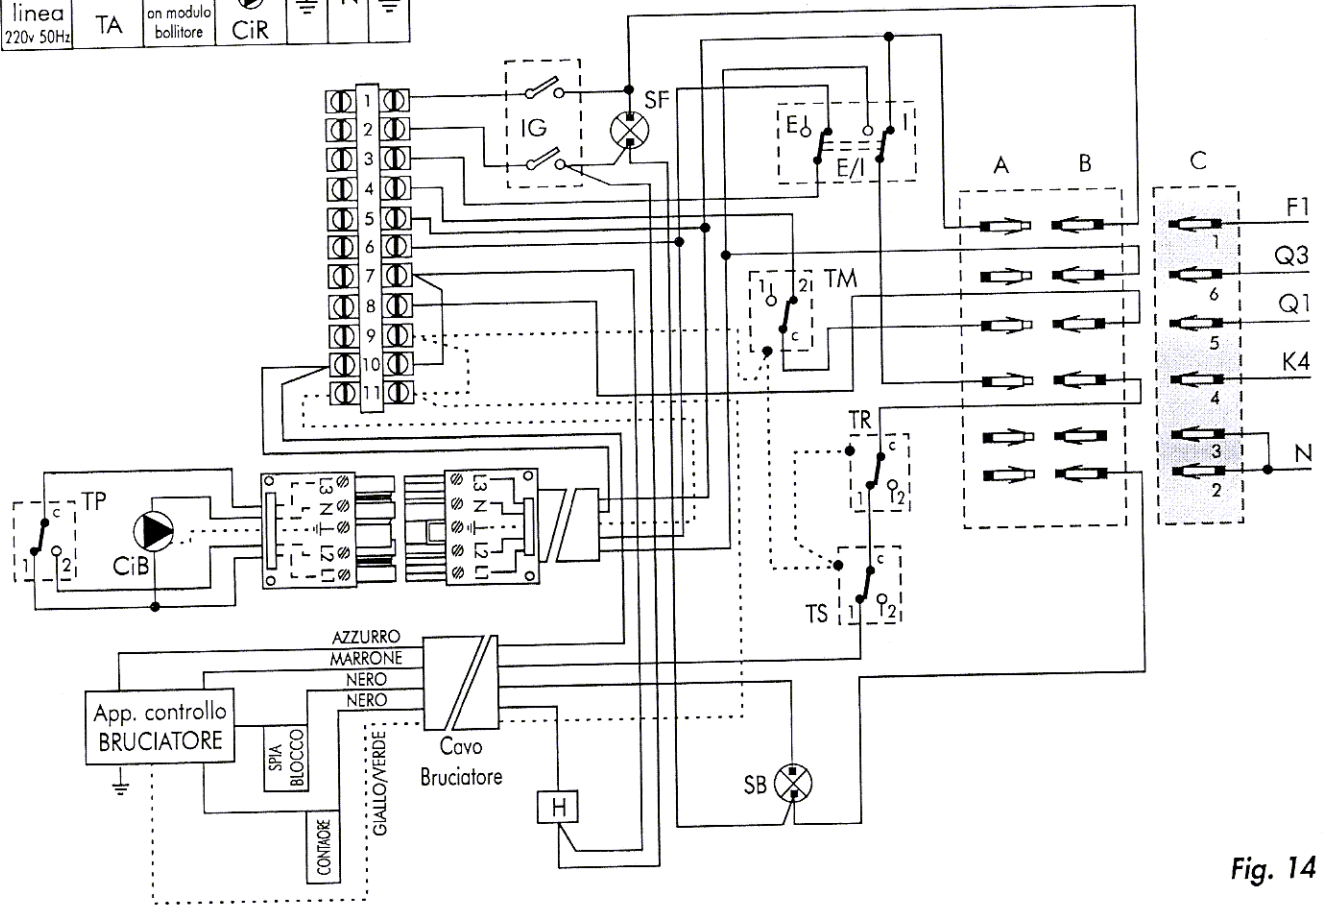 linea
220v 50Hz
TA
on modulo
bollitore
CiR
N
1
2
3
4
5
6
7
8
9
10
11
IG
SF
E
I
E/I
A
B
C
F1
1
Q3
6
Q1
5
K4
4
3
N
2
1
2
TM
c
TR
c
1
2
c
TS
1
2
TP
c
1
2
CiB
L3
N
L2
L1
L3
N
L2
L1
AZZURRO
MARRONE
NERO
NERO
App. controllo
BRUCIATORE
SPIA
BLOCCO
CONTAORE
GIALLO/VERDE
Cavo
Bruciatore
H
SB
Fig. 14